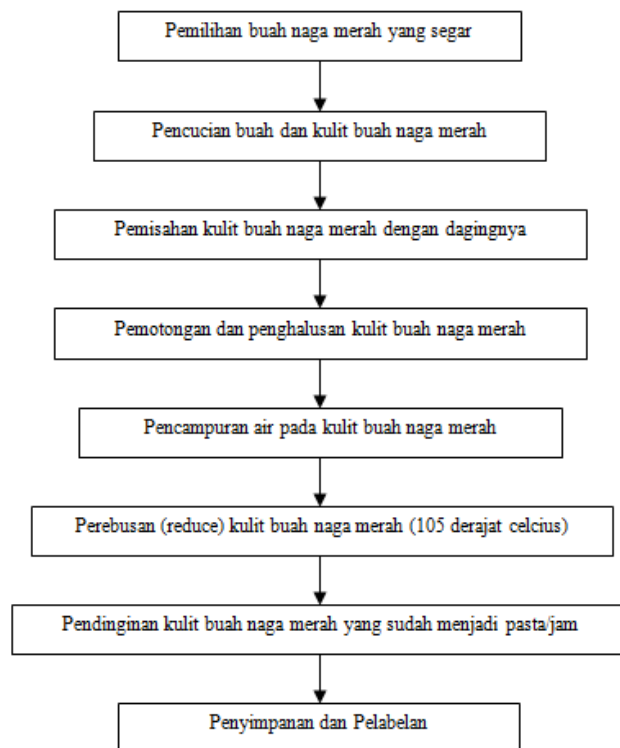 Pemilihan buah naga merah yang segar
Pencucian buah dan kulit buah naga merah
Pemisahan kulit buah naga merah dengan dagingnya
Pemotongan dan penghalusan kulit buah naga merah
Pencampuran air pada kulit buah naga merah
Perebusan (reduce) kulit buah naga merah (105 derajat celcius)
Pendinginan kulit buah naga merah yang sudah menjadi pasta/jam
Penyimpanan dan Pelabelan